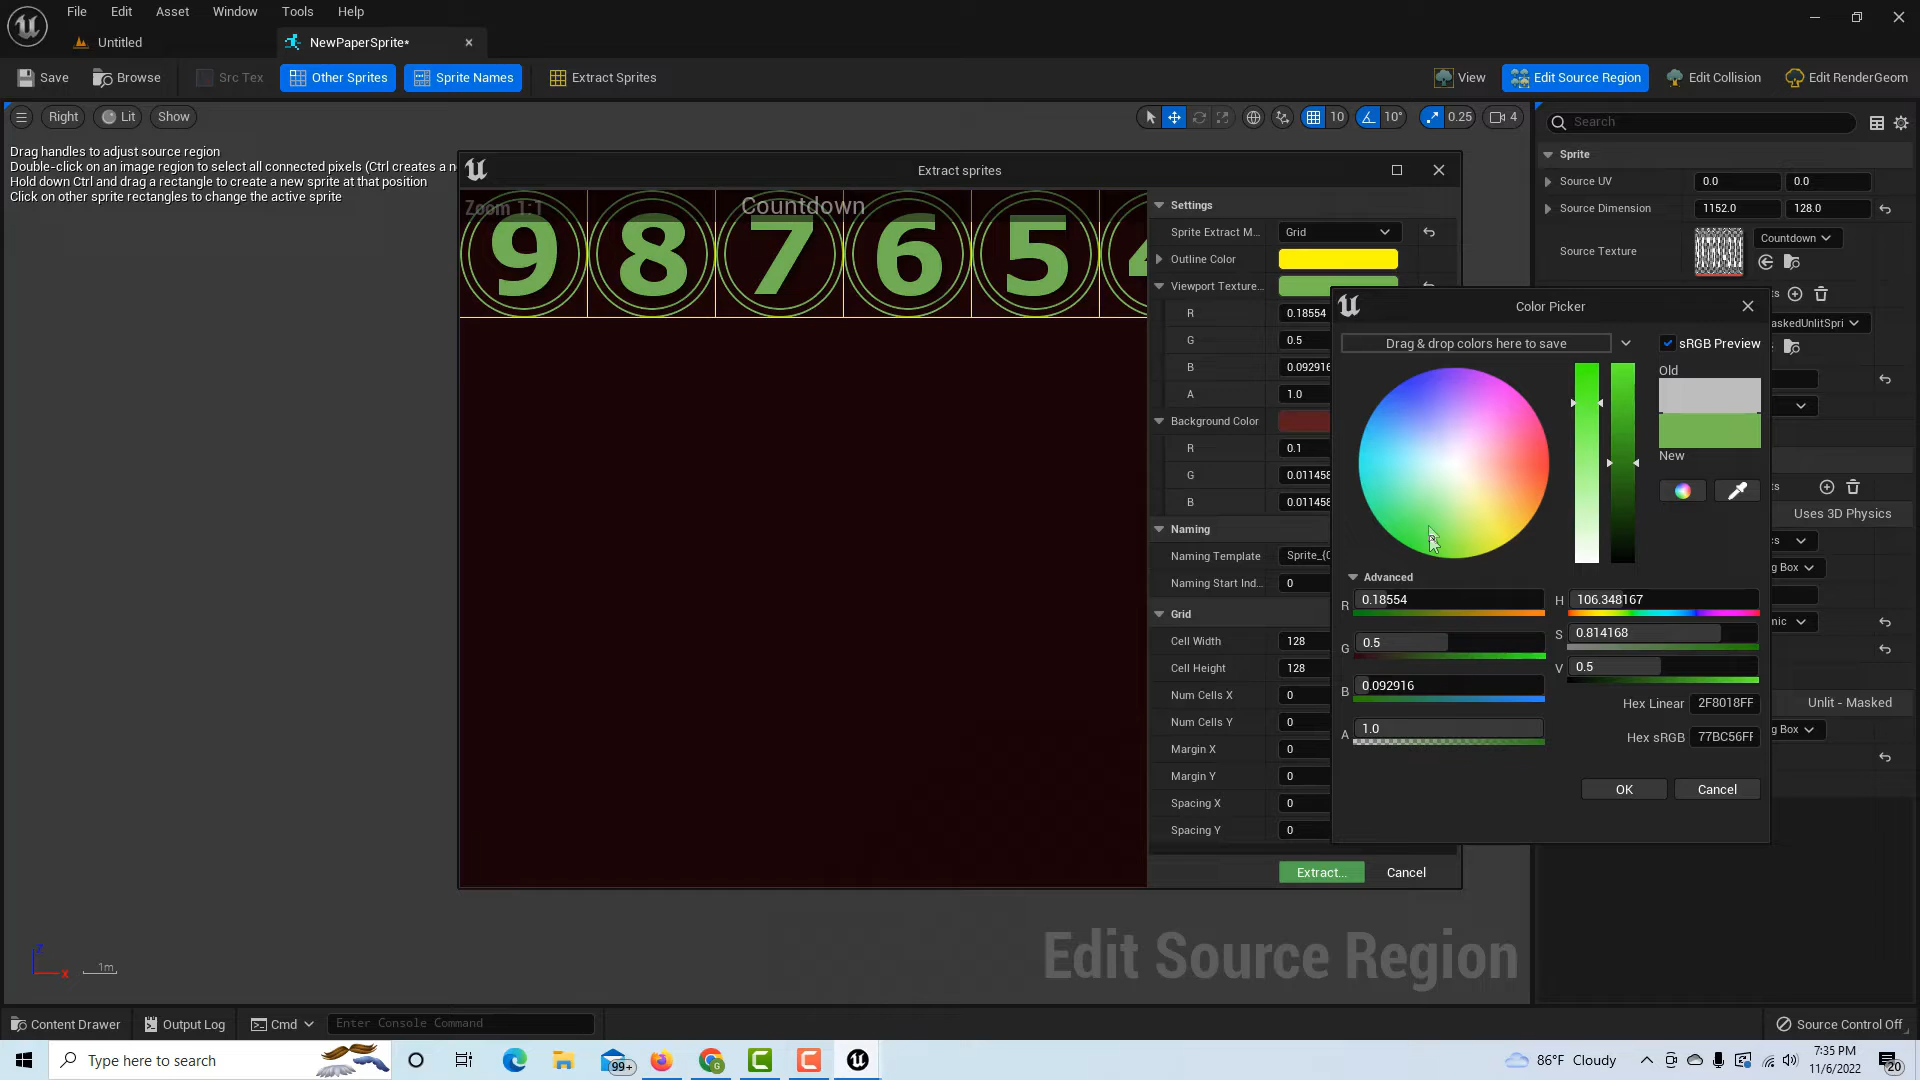 File Edit Asset Window Tools Help
Untitled NewPaperSprite*
Save Browse Src Tex Other Sprites Sprite Names Extract Sprites View Edit Source Region Edit Collision Edit RenderGeom
Right Lit Show 10 10° 0.25 4
Drag handles to adjust source region
Double-click on an image region to select all connected pixels (Ctrl creates a n
Hold down Ctrl and drag a rectangle to create a new sprite at that position
Click on other sprite rectangles to change the active sprite
Extract sprites
Zoom 1:1 Countdown
9 8 7 6 5
Settings
Sprite Extract M... Grid
Outline Color
Viewport Texture...
R 0.18554
G 0.5
B 0.092916
A 1.0
Background Color
R 0.1
G 0.011458
B 0.011458
Naming
Naming Template Sprite_{0
Naming Start Ind... 0
Grid
Cell Width 128
Cell Height 128
Num Cells X 0
Num Cells Y 0
Margin X 0
Margin Y 0
Spacing X 0
Spacing Y 0
Extract... Cancel
Color Picker
Drag & drop colors here to save sRGB Preview
Old
New
Advanced
R 0.18554 H 106.348167
G 0.5 S 0.814168
B 0.092916 V 0.5
A 1.0
Hex Linear 2F8018FF
Hex sRGB 77BC56FF
OK Cancel
Search
Sprite
Source UV 0.0 0.0
Source Dimension 1152.0 128.0
Source Texture Countdown
ts
askedUnlitSpri
ts
Uses 3D Physics
cs
g Box
nic
Unlit - Masked
g Box
Edit Source Region
Z X 1m
Content Drawer Output Log Cmd Enter Console Command Source Control Off
Type here to search 99+ 86°F Cloudy 7:35 PM
11/6/2022 20